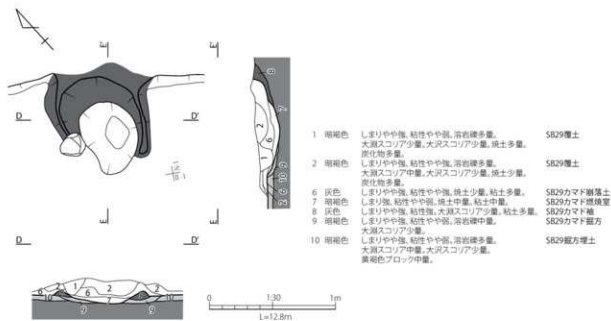 E'
E'
D
D'
E
E
D
D'
8
7
2
6
1
9
10
6
2
1 暗褐色 しまりやや強、粘性やや弱、溶岩礫多量。 SB29覆土
大淵スコリア少量、大沢スコリア少量、焼土多量。
炭化物多量。
2 暗褐色 しまりやや強、粘性やや強、溶岩礫多量。 SB29覆土
大淵スコリア中量、大沢スコリア少量、焼土少量。
炭化物多量。
6 灰色 しまりやや強、粘性やや強、焼土少量、粘土多量。 SB29カマド崩落土
7 暗褐色 しまり強、粘性やや弱、焼土中量、粘土中量。 SB29カマド燃焼室
8 灰色 しまりやや強、粘性強、大淵スコリア少量、粘土多量。 SB29カマド袖
9 暗褐色 しまりやや強、粘性やや弱、溶岩礫中量。 SB29カマド掘方
大淵スコリア少量。
10 暗褐色 しまりやや強、粘性やや弱、溶岩礫多量。 SB29掘方埋土
大淵スコリア中量、大沢スコリア少量。
黄褐色ブロック中量。
6 2 1 2 2
10 6 7 10
9 9
0 1:30 1m
L=12.8m